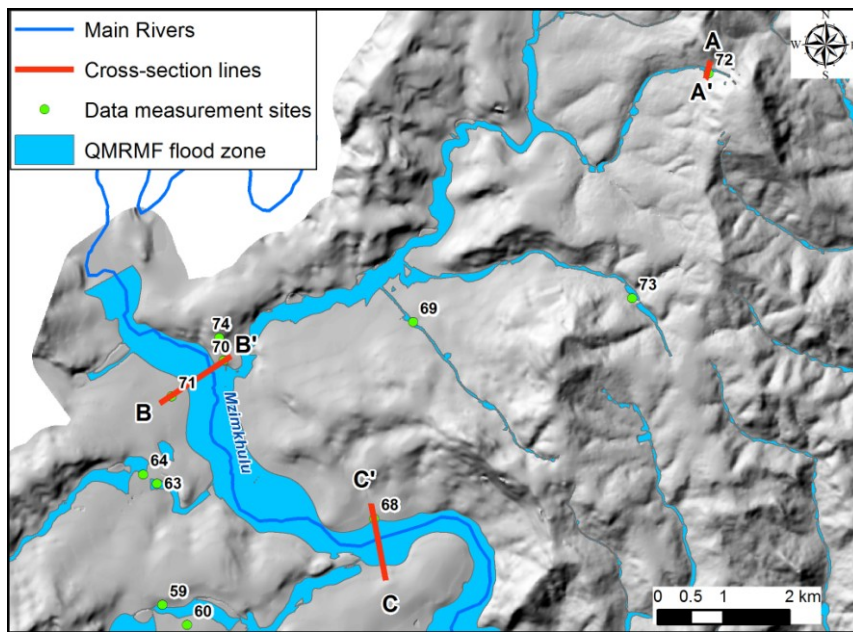 Main Rivers
Cross-section lines
Data measurement sites
QMRMF flood zone
N
W E
S
A
72
A'
73
69
74
70 B'
71
B
Mzimkhulu
64
63
C'
68
C
59
60
0 0.5 1 2 km